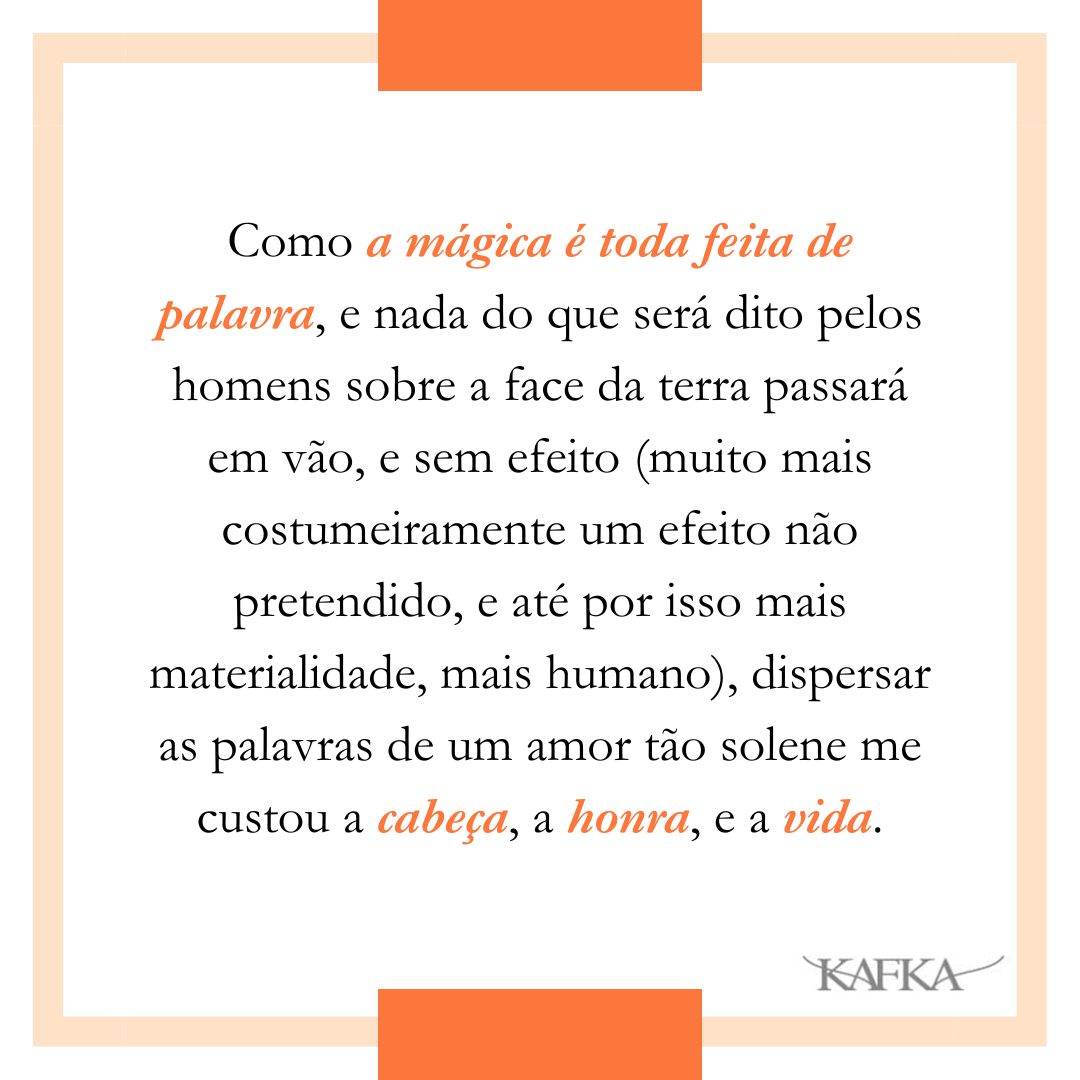 Como a mágica é toda feita de
palavra, e nada do que será dito pelos
homens sobre a face da terra passará
em vão, e sem efeito (muito mais
costumeiramente um efeito não
pretendido, e até por isso mais
materialidade, mais humano), dispersar
as palavras de um amor tão solene me
custou a cabeça, a honra, e a vida.
KAFKA